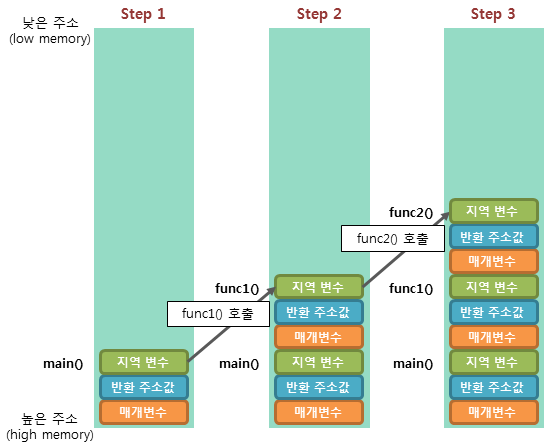 Step 1
Step 2
Step 3
낮은 주소
(low memory)
func2()
지역 변수
func2() 호출
반환 주소값
매개변수
func1()
지역 변수
func1()
지역 변수
func1() 호출
반환 주소값
반환 주소값
매개변수
매개변수
main()
지역 변수
main()
지역 변수
main()
지역 변수
반환 주소값
반환 주소값
반환 주소값
높은 주소
(high memory)
매개변수
매개변수
매개변수